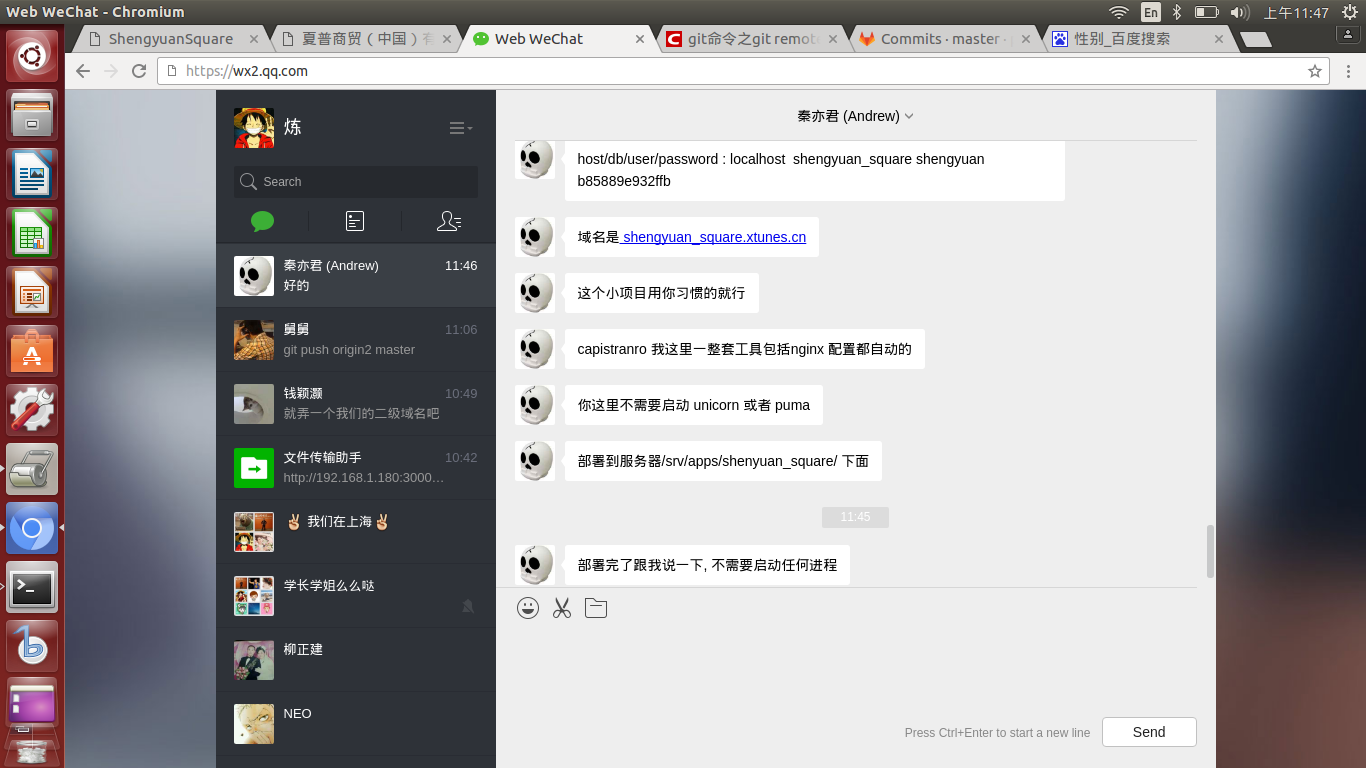 Web WeChat - Chromium
En
上午11:47
ShengyuanSquare
夏普商贸（中国）有
Web WeChat
git命令之git remote
Commits · master ·
性别_百度搜索
https://wx2.qq.com
炼
Search
秦亦君 (Andrew)
11:46
好的
舅舅
11:06
git push origin2 master
钱颖灏
10:49
就弄一个我们的二级域名吧
文件传输助手
10:42
http://192.168.1.180:3000…
✌ 我们在上海 ✌
学长学姐么么哒
柳正建
NEO
秦亦君 (Andrew)
host/db/user/password : localhost shengyuan_square shengyuan
b85889e932ffb
域名是 shengyuan_square.xtunes.cn
这个小项目用你习惯的就行
capistranro 我这里一整套工具包括nginx 配置都自动的
你这里不需要启动 unicorn 或者 puma
部署到服务器/srv/apps/shenyuan_square/ 下面
11:45
部署完了跟我说一下, 不需要启动任何进程
Press Ctrl+Enter to start a new line
Send